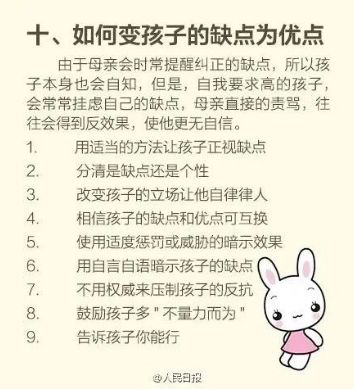 十、如何变孩子的缺点为优点
由于母亲会时常提醒纠正的缺点，所以孩
子本身也会自知，但是，自我要求高的孩子，
会常常挂虑自己的缺点，母亲直接的责骂，往
往会得到反效果，使他更无自信。
1. 用适当的方法让孩子正视缺点
2. 分清是缺点还是个性
3. 改变孩子的立场让他自律律人
4. 相信孩子的缺点和优点可互换
5. 使用适度惩罚或威胁的暗示效果
6. 用自言自语暗示孩子的缺点
7. 不用权威来压制孩子的反抗
8. 鼓励孩子多"不量力而为"
9. 告诉孩子你能行
@人民日报